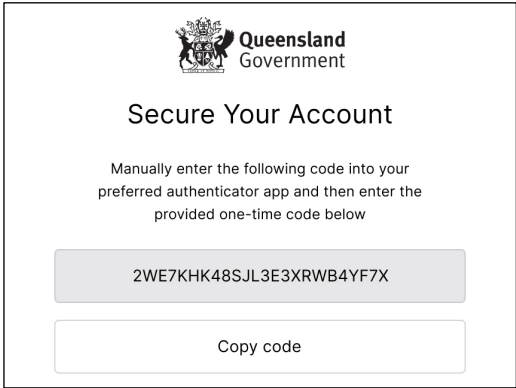 Queensland
Government
Secure Your Account
Manually enter the following code into your
preferred authenticator app and then enter the
provided one-time code below
2WE7KHK48SJL3E3XRWB4YF7X
Copy code